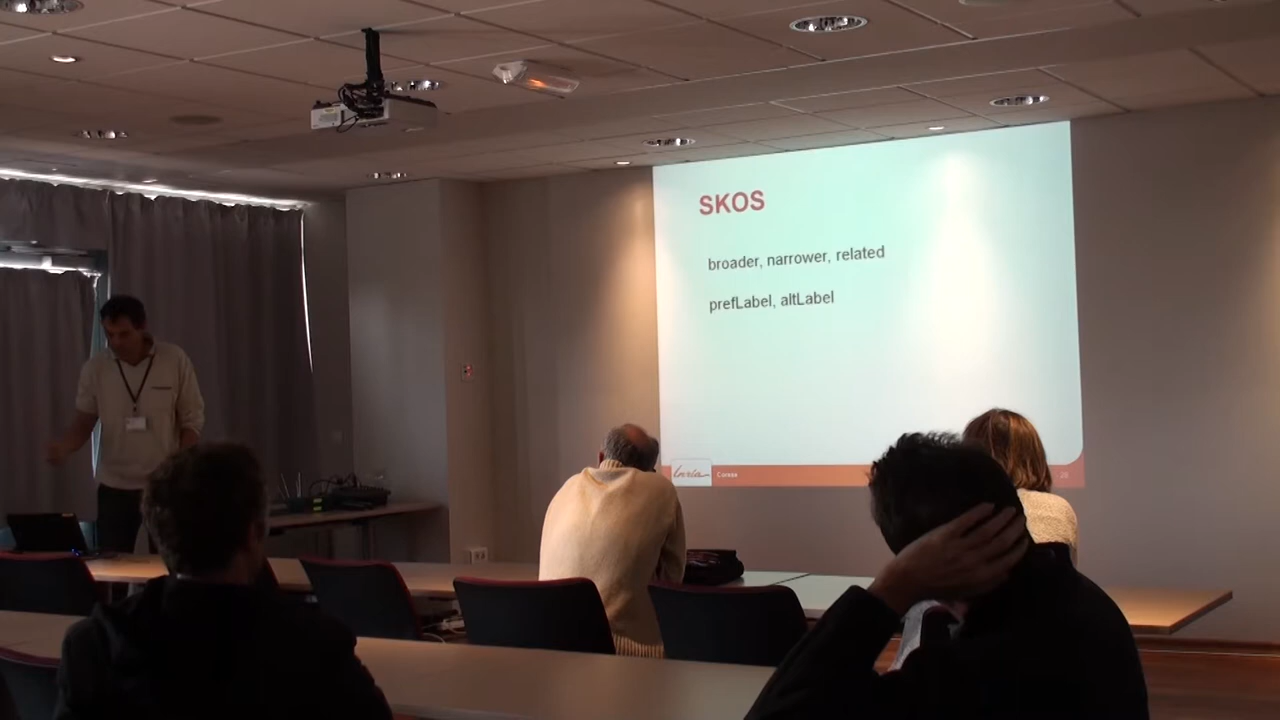 SKOS
broader, narrower, related
prefLabel, altLabel
Inria
Corese